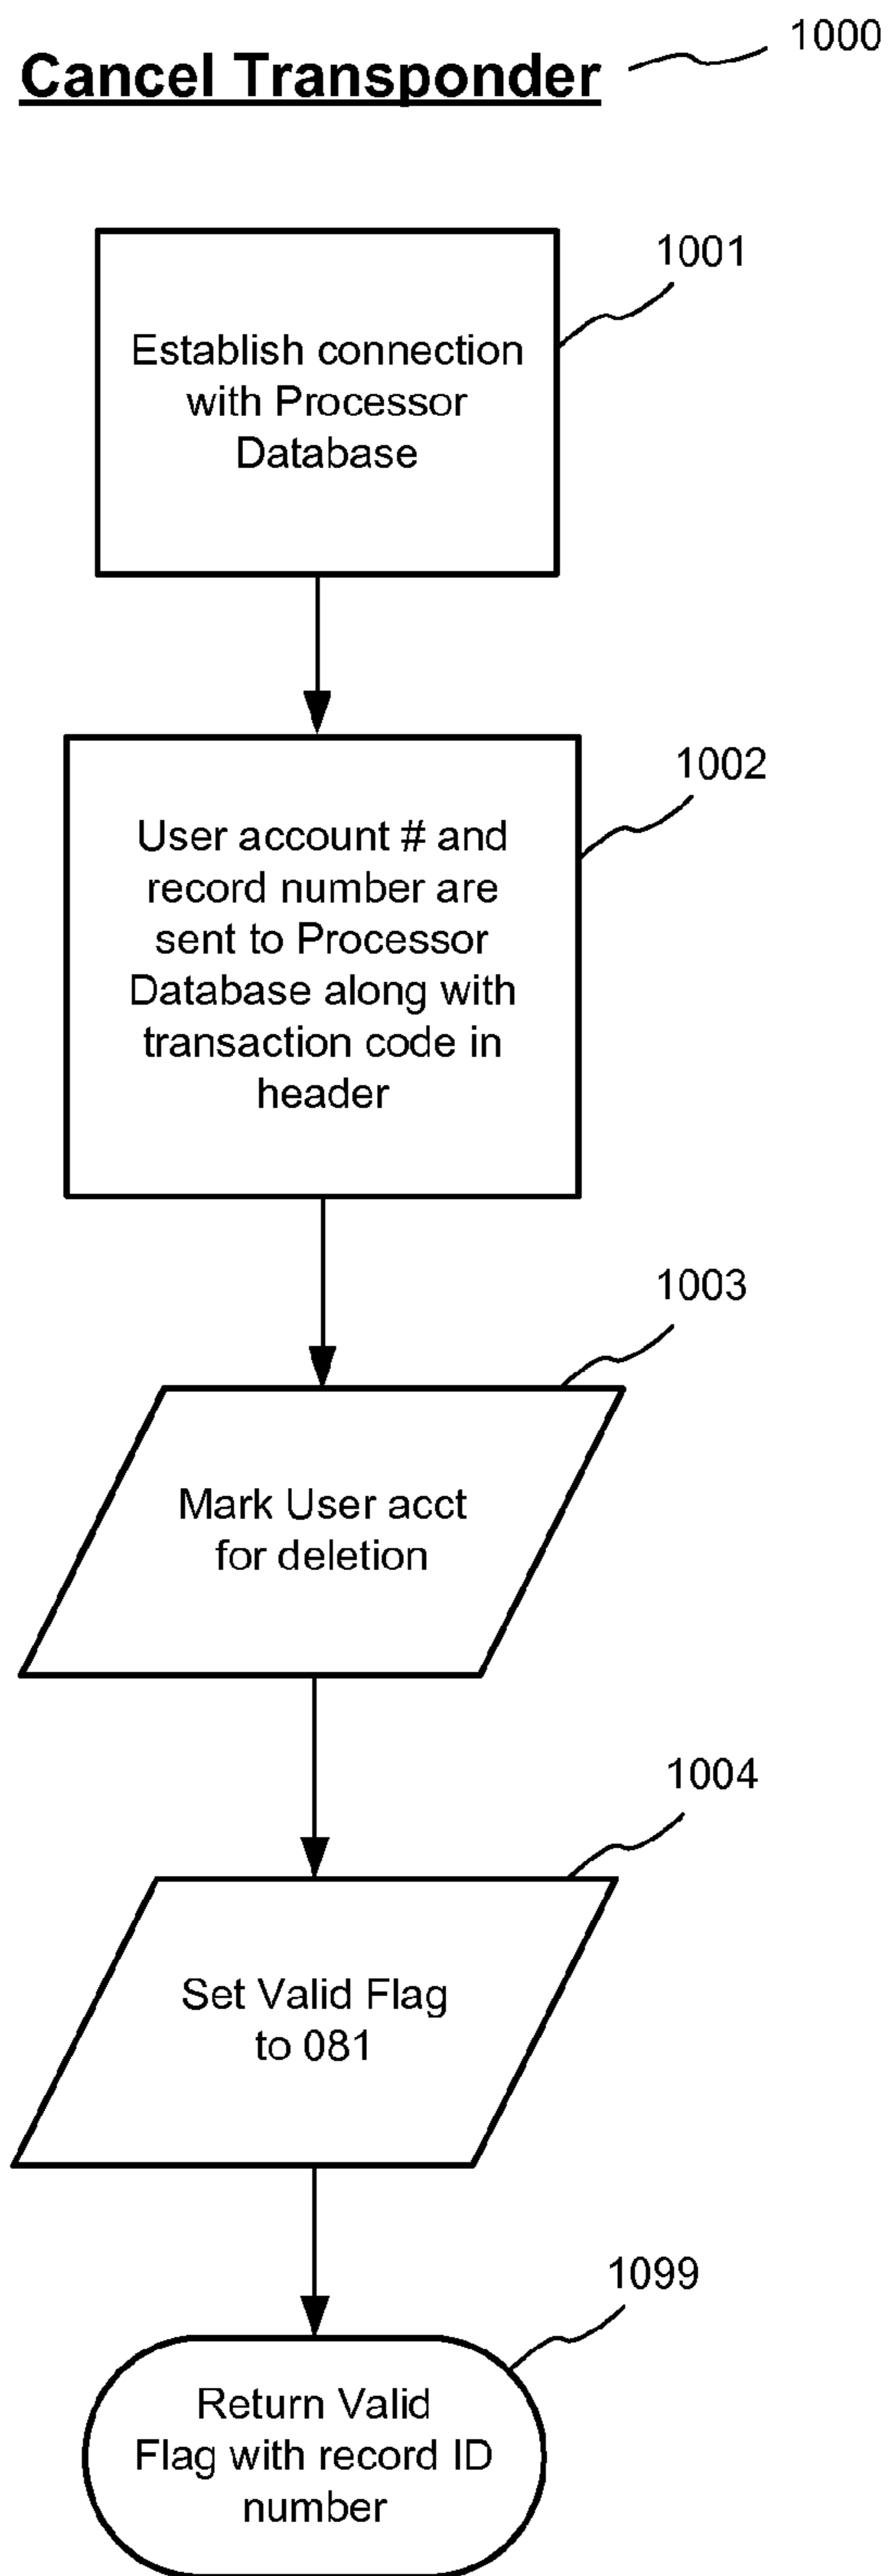 1000
Cancel Transponder
1001
Establish connection
with Processor
Database
1002
User account # and
record number are
sent to Processor
Database along with
transaction code in
header
1003
Mark User acct
for deletion
1004
Set Valid Flag
to 081
1099
Return Valid
Flag with record ID
number